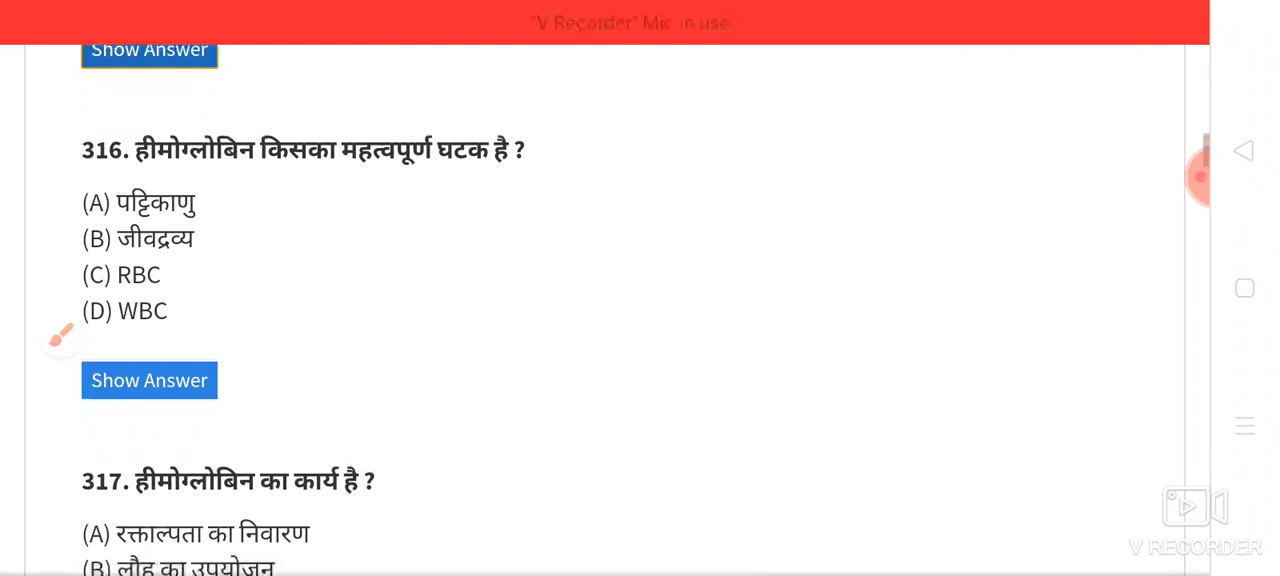 "V Recorder" Mic in use
Show Answer
316. हीमोग्लोबिन किसका महत्वपूर्ण घटक है ?
(A) पट्टिकाणु
(B) जीवद्रव्य
(C) RBC
(D) WBC
Show Answer
317. हीमोग्लोबिन का कार्य है ?
(A) रक्ताल्पता का निवारण
(B) लौह का उपयोजन
V RECORDER